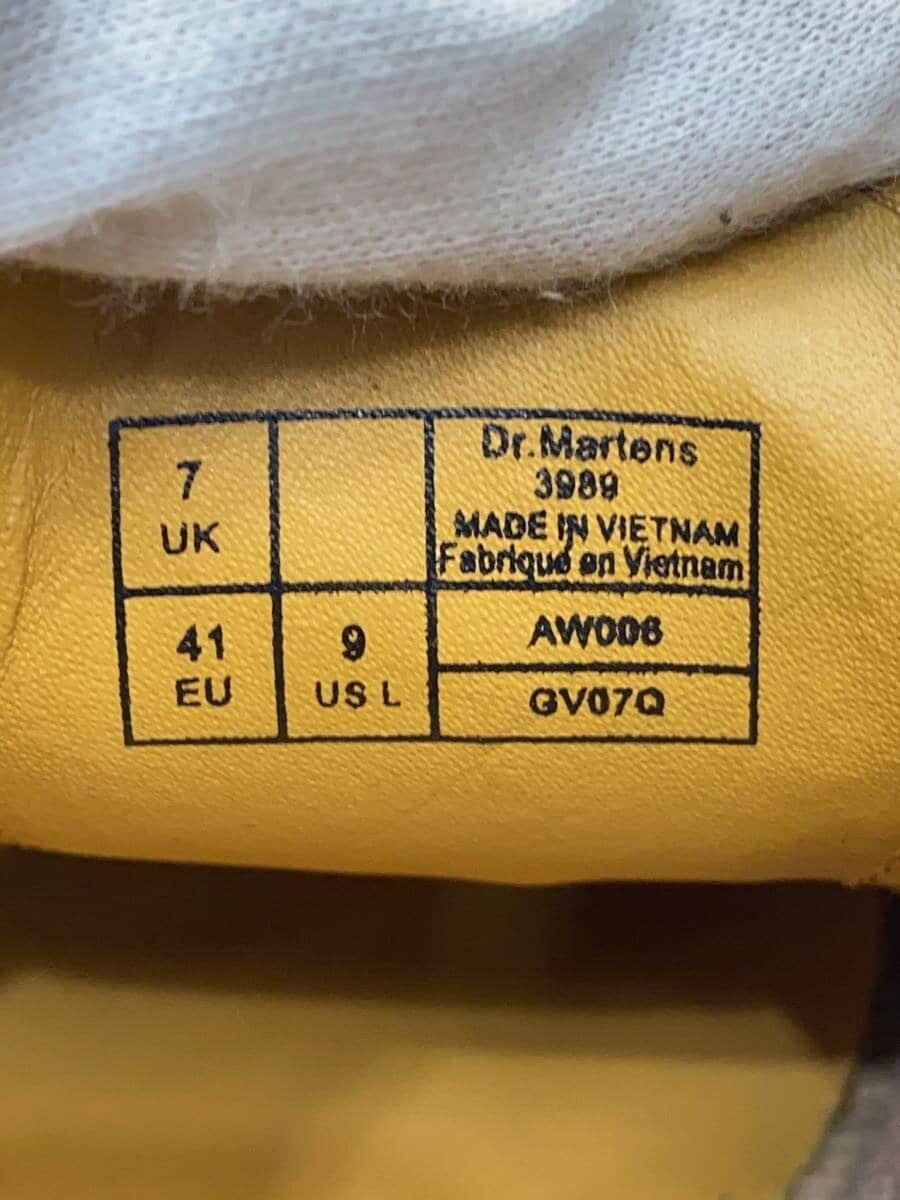 7
UK
Dr.Martens
3989
MADE IN VIETNAM
Fabriqué en Vietnam
41
EU
9
US L
AW006
GV07Q